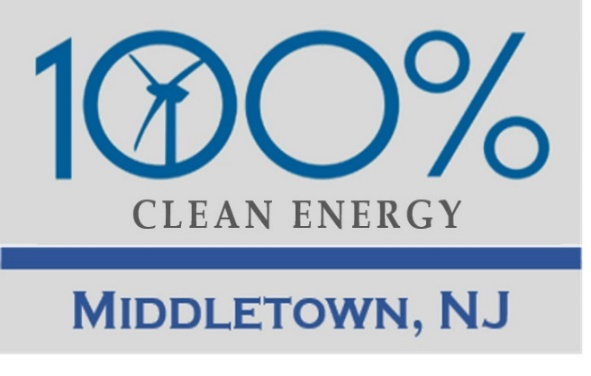 100%
CLEAN ENERGY
MIDDLETOWN, NJ